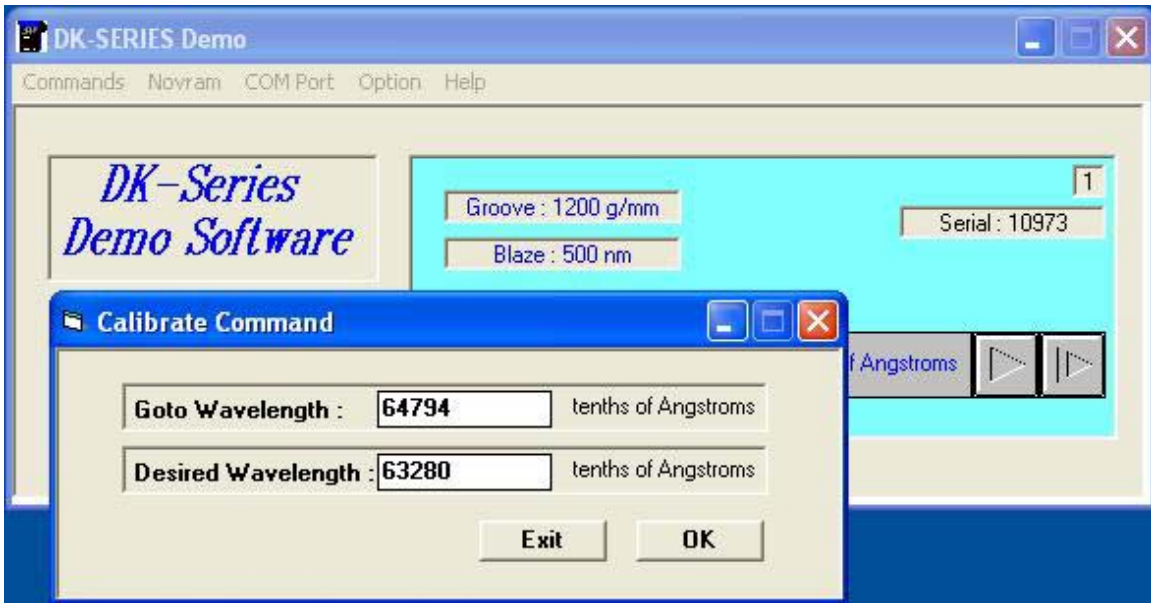 DK-SERIES Demo
Commands Novram COM Port Option Help
DK-Series
Demo Software
Groove : 1200 g/mm
Blaze : 500 nm
1
Serial : 10973
Angstroms
Calibrate Command
Goto Wavelength : 64794 tenths of Angstroms
Desired Wavelength : 63280 tenths of Angstroms
Exit OK